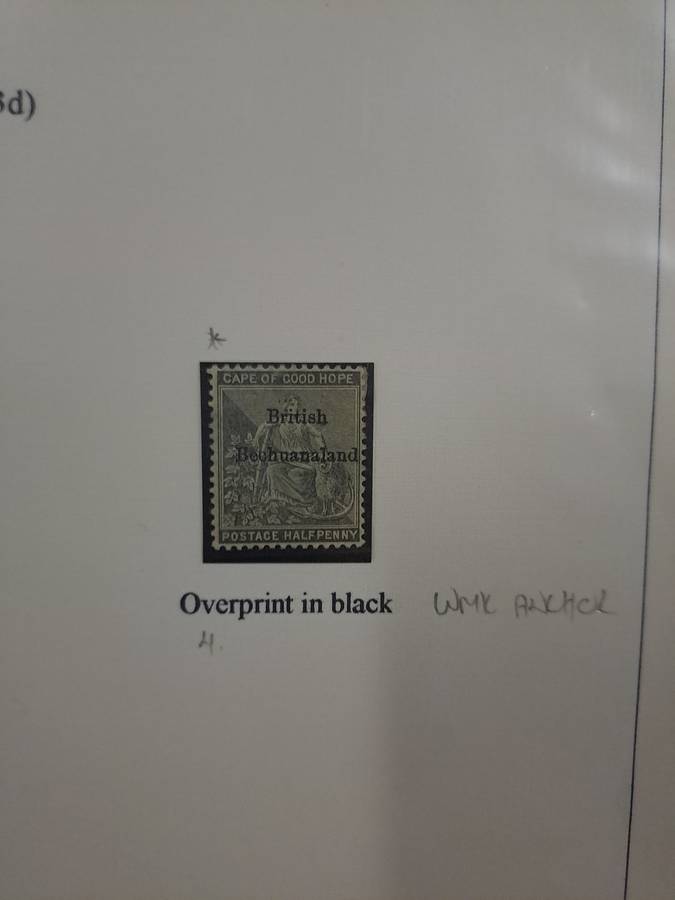 3d)
*
CAPE OF GOOD HOPE
British
Bechuanaland
POSTAGE HALFPENNY
Overprint in black WMK ANCHOR
4.